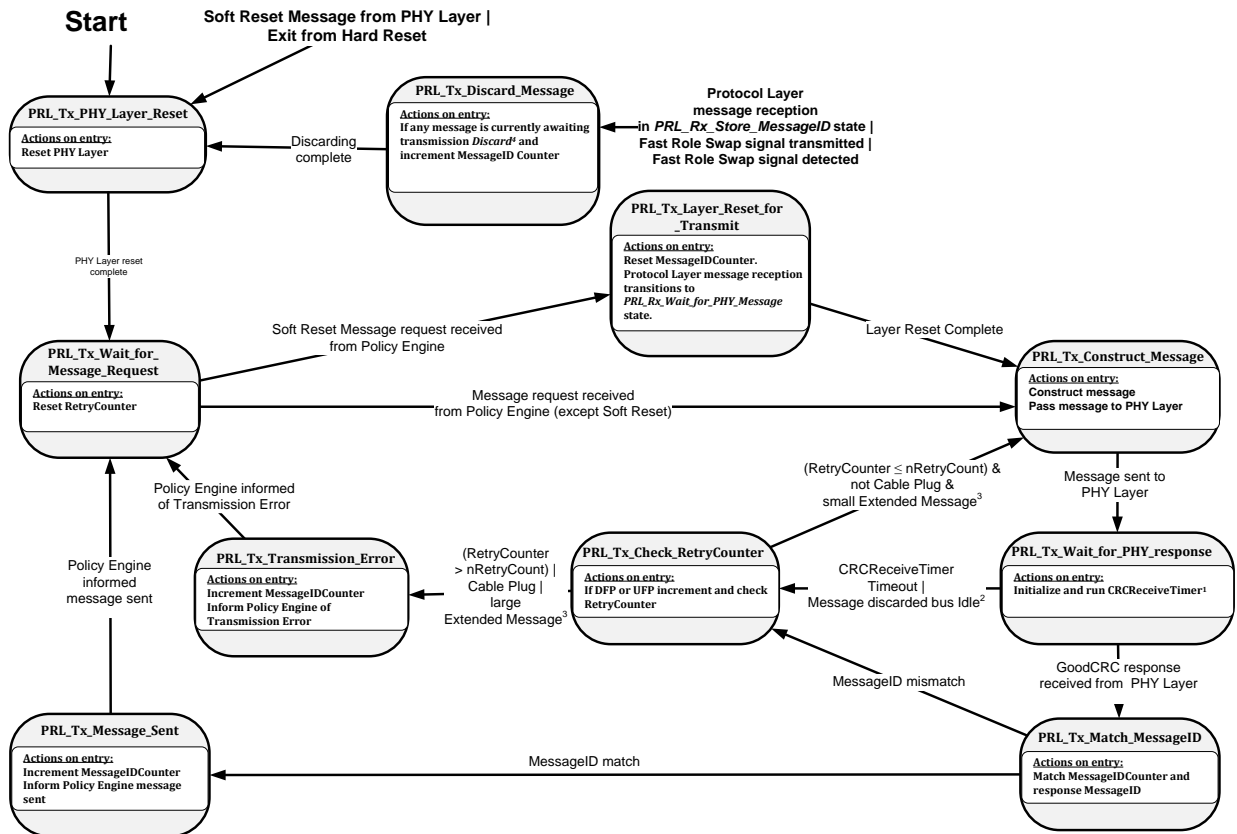 Start
Soft Reset Message from PHY Layer |
Exit from Hard Reset
PRL_Tx_PHY_Layer_Reset
Actions on entry:
Reset PHY Layer
PRL_Tx_Discard_Message
Actions on entry:
If any message is currently awaiting
transmission Discard⁴ and
increment MessageID Counter
Protocol Layer
message reception
in PRL_Rx_Store_MessageID state |
Fast Role Swap signal transmitted |
Fast Role Swap signal detected
Discarding
complete
PHY Layer reset
complete
PRL_Tx_Layer_Reset_for
_Transmit
Actions on entry:
Reset MessageIDCounter.
Protocol Layer message reception
transitions to
PRL_Rx_Wait_for_PHY_Message
state.
Soft Reset Message request received
from Policy Engine
Layer Reset Complete
PRL_Tx_Wait_for_
Message_Request
Actions on entry:
Reset RetryCounter
Message request received
from Policy Engine (except Soft Reset)
PRL_Tx_Construct_Message
Actions on entry:
Construct message
Pass message to PHY Layer
(RetryCounter ≤ nRetryCount) &
not Cable Plug &
small Extended Message³
Message sent to
PHY Layer
Policy Engine informed
of Transmission Error
PRL_Tx_Transmission_Error
Actions on entry:
Increment MessageIDCounter
Inform Policy Engine of
Transmission Error
(RetryCounter
> nRetryCount) |
Cable Plug |
large
Extended Message³
PRL_Tx_Check_RetryCounter
Actions on entry:
If DFP or UFP increment and check
RetryCounter
CRCReceiveTimer
Timeout |
Message discarded bus Idle²
PRL_Tx_Wait_for_PHY_response
Actions on entry:
Initialize and run CRCReceiveTimer¹
Policy Engine
informed
message sent
MessageID mismatch
GoodCRC response
received from PHY Layer
PRL_Tx_Message_Sent
Actions on entry:
Increment MessageIDCounter
Inform Policy Engine message
sent
MessageID match
PRL_Tx_Match_MessageID
Actions on entry:
Match MessageIDCounter and
response MessageID